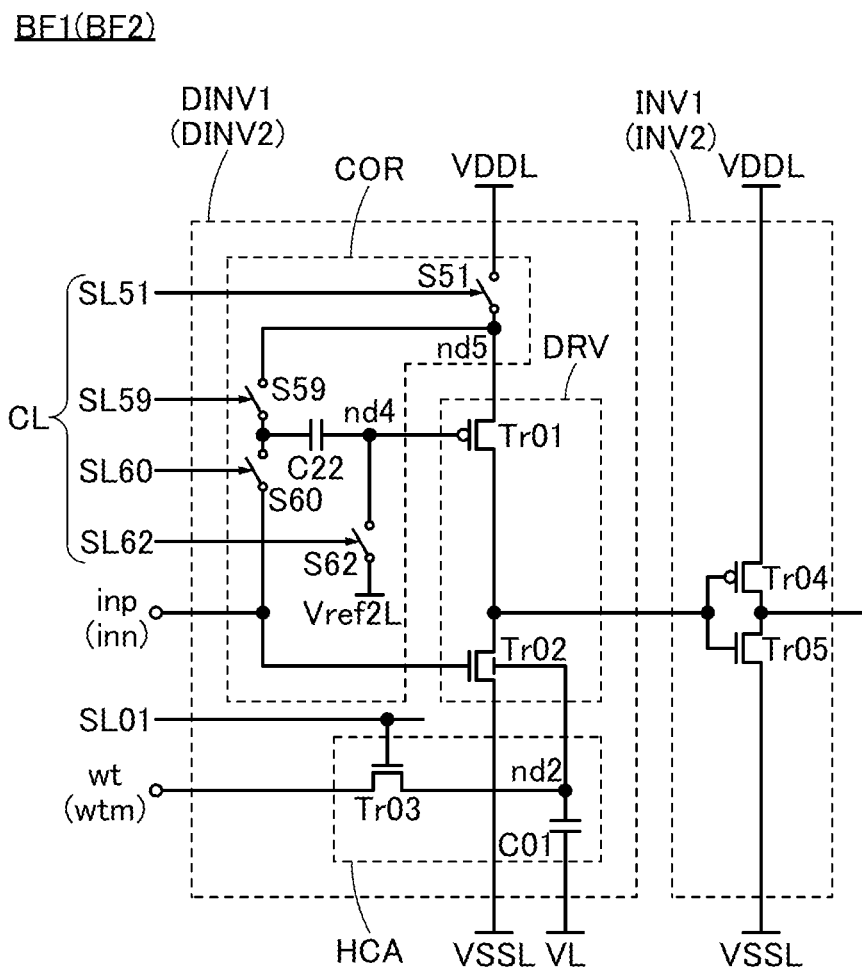 BF1(BF2)
DINV1
(DINV2)
INV1
(INV2)
COR
VDDL
VDDL
S51
SL51
nd5
DRV
CL
SL59
S59
nd4
Tr01
C22
SL60
S60
SL62
S62
Tr04
inp
(inn)
Vref2L
Tr02
Tr05
SL01
wt
(wtm)
nd2
Tr03
C01
HCA
VSSL
VL
VSSL